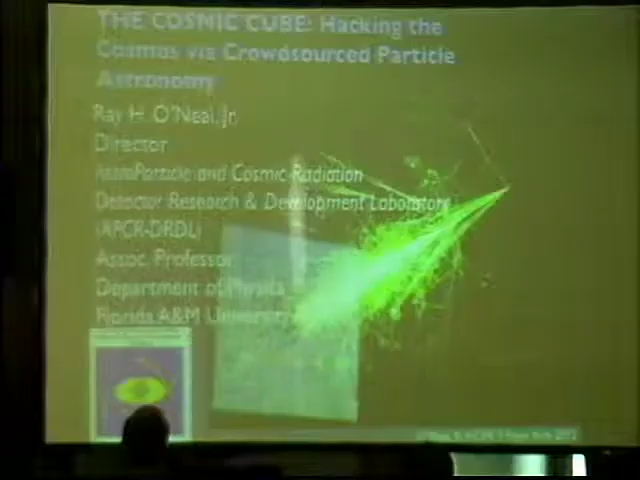 THE COSMIC CUBE: Hacking the
Cosmos via Crowdsourced Particle
Astronomy
Ray H. O'Neal, Jr.
Director
AstroParticle and Cosmic Radiation
Detector Research & Development Laboratory
(APCR-DRDL)
Assoc. Professor
Department of Physics
Florida A&M University